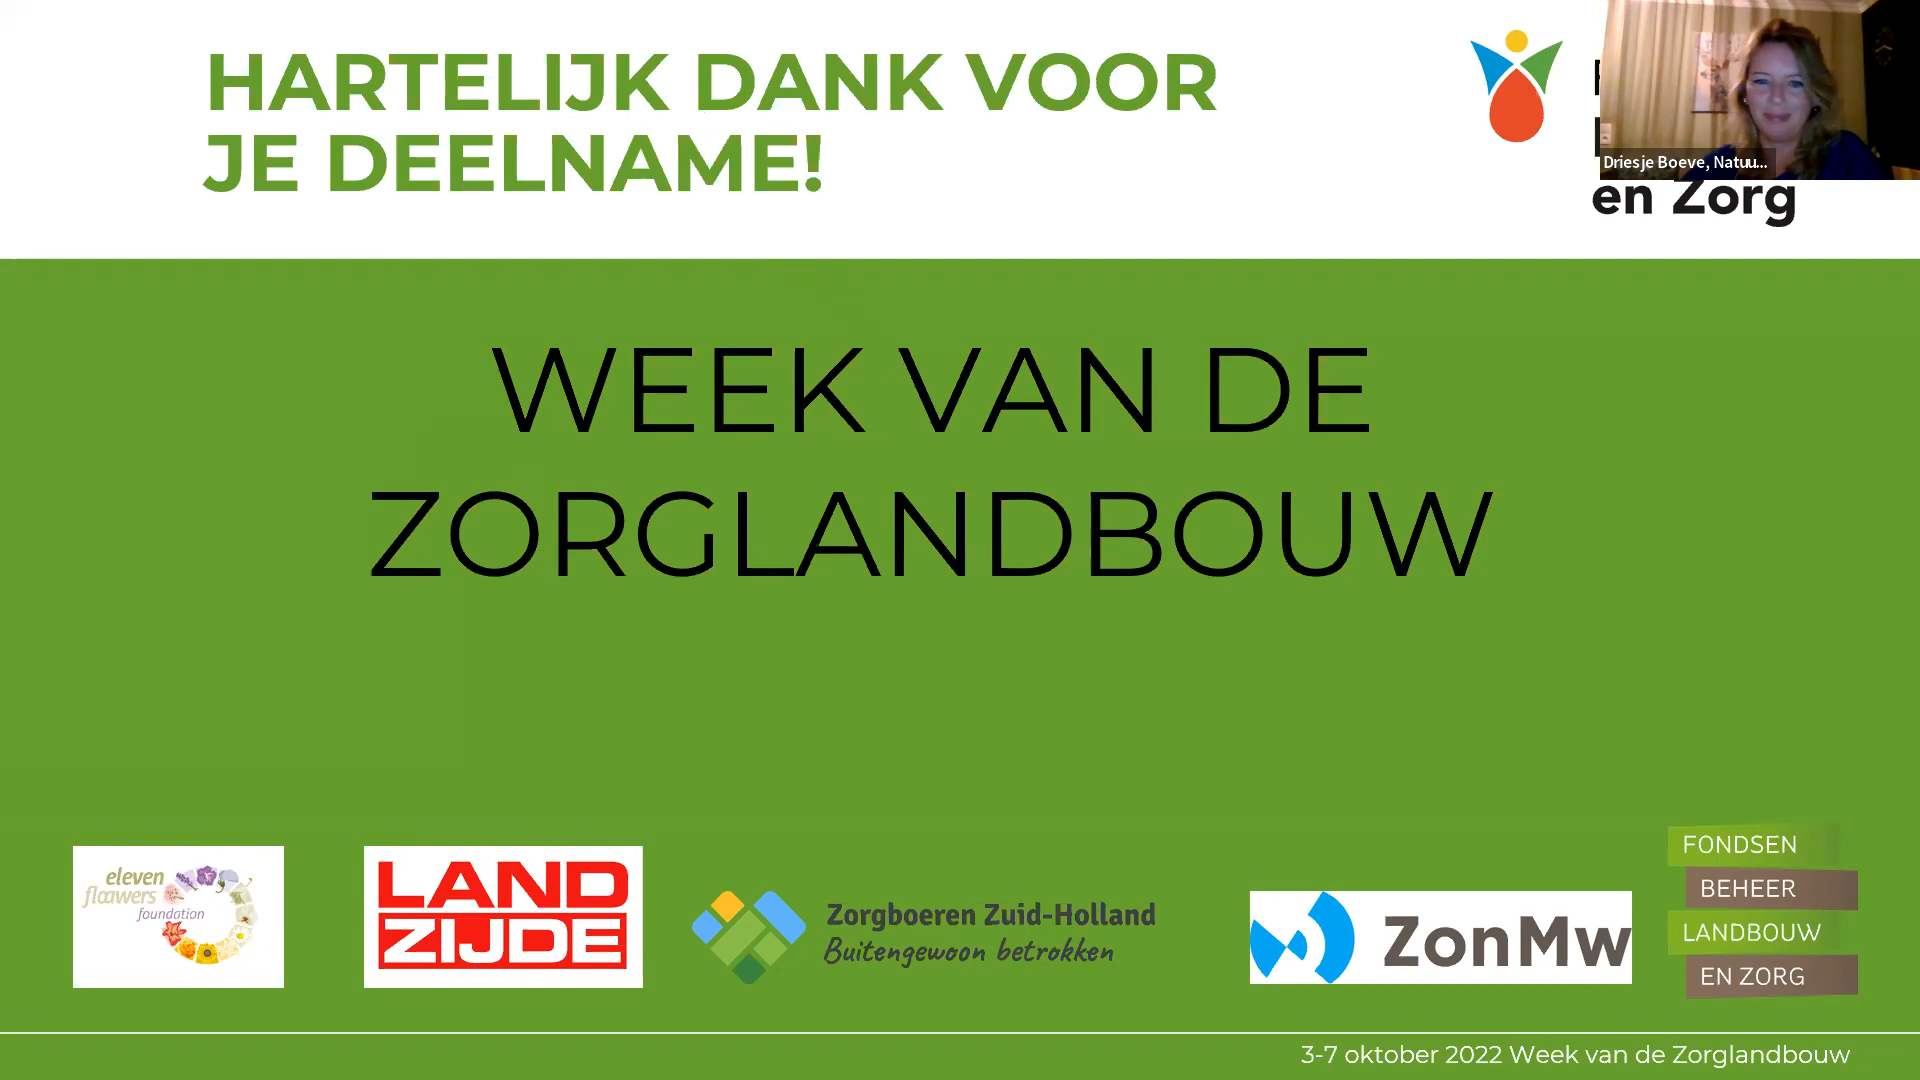 HARTELIJK DANK VOOR
JE DEELNAME!
Driesje Boeve, Natuu...
en Zorg
WEEK VAN DE
ZORGLANDBOUW
eleven
flowers
foundation
LAND
ZIJDE
Zorgboeren Zuid-Holland
Buitengewoon betrokken
ZonMw
FONDSEN
BEHEER
LANDBOUW
EN ZORG
3-7 oktober 2022 Week van de Zorglandbouw